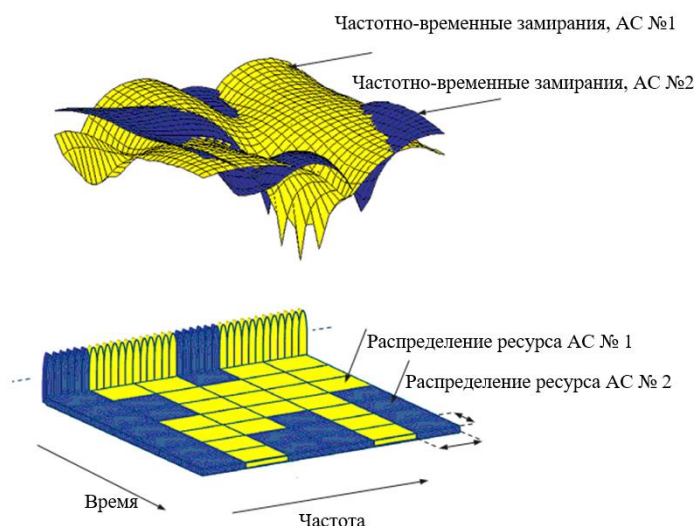 Частотно-временные замирания, АС №1
Частотно-временные замирания, АС №2
Распределение ресурса АС № 1
Распределение ресурса АС № 2
Время
Частота